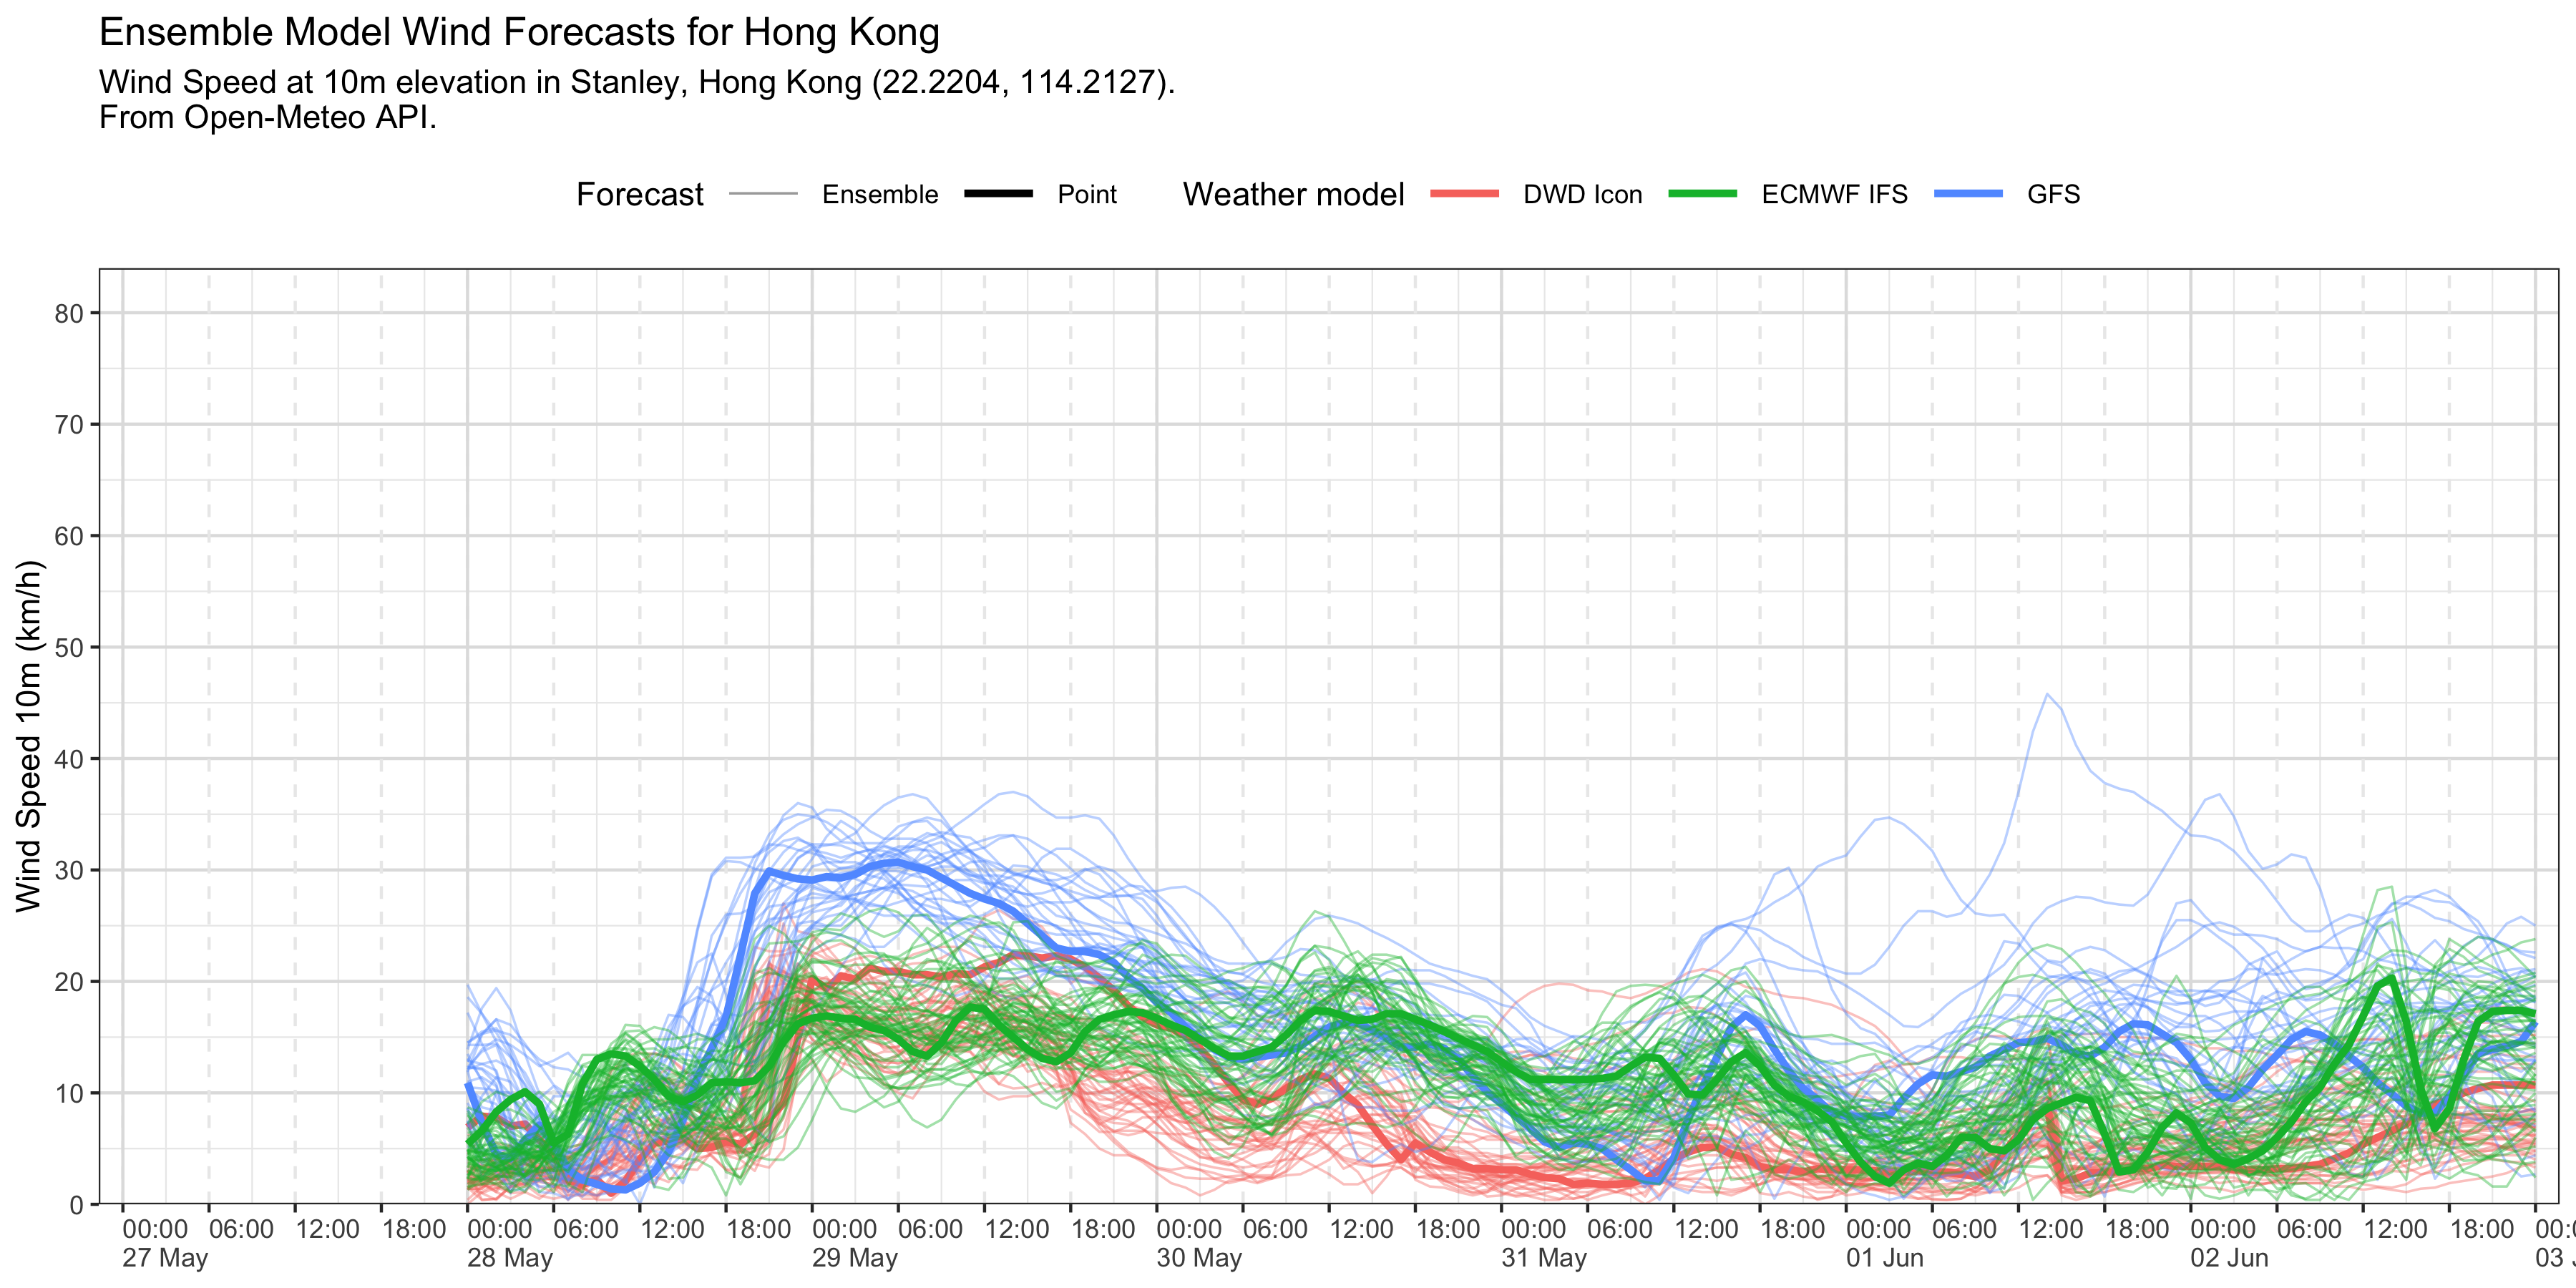 Ensemble Model Wind Forecasts for Hong Kong
Wind Speed at 10m elevation in Stanley, Hong Kong (22.2204, 114.2127).
From Open-Meteo API.
Forecast Ensemble Point Weather model DWD Icon ECMWF IFS GFS
Wind Speed 10m (km/h)
80
70
60
50
40
30
20
10
0
00:00 06:00 12:00 18:00 00:00 06:00 12:00 18:00 00:00 06:00 12:00 18:00 00:00 06:00 12:00 18:00 00:00 06:00 12:00 18:00 00:00 06:00 12:00 18:00 00:00 06:00 12:00 18:00
27 May 28 May 29 May 30 May 31 May 01 Jun 02 Jun 03